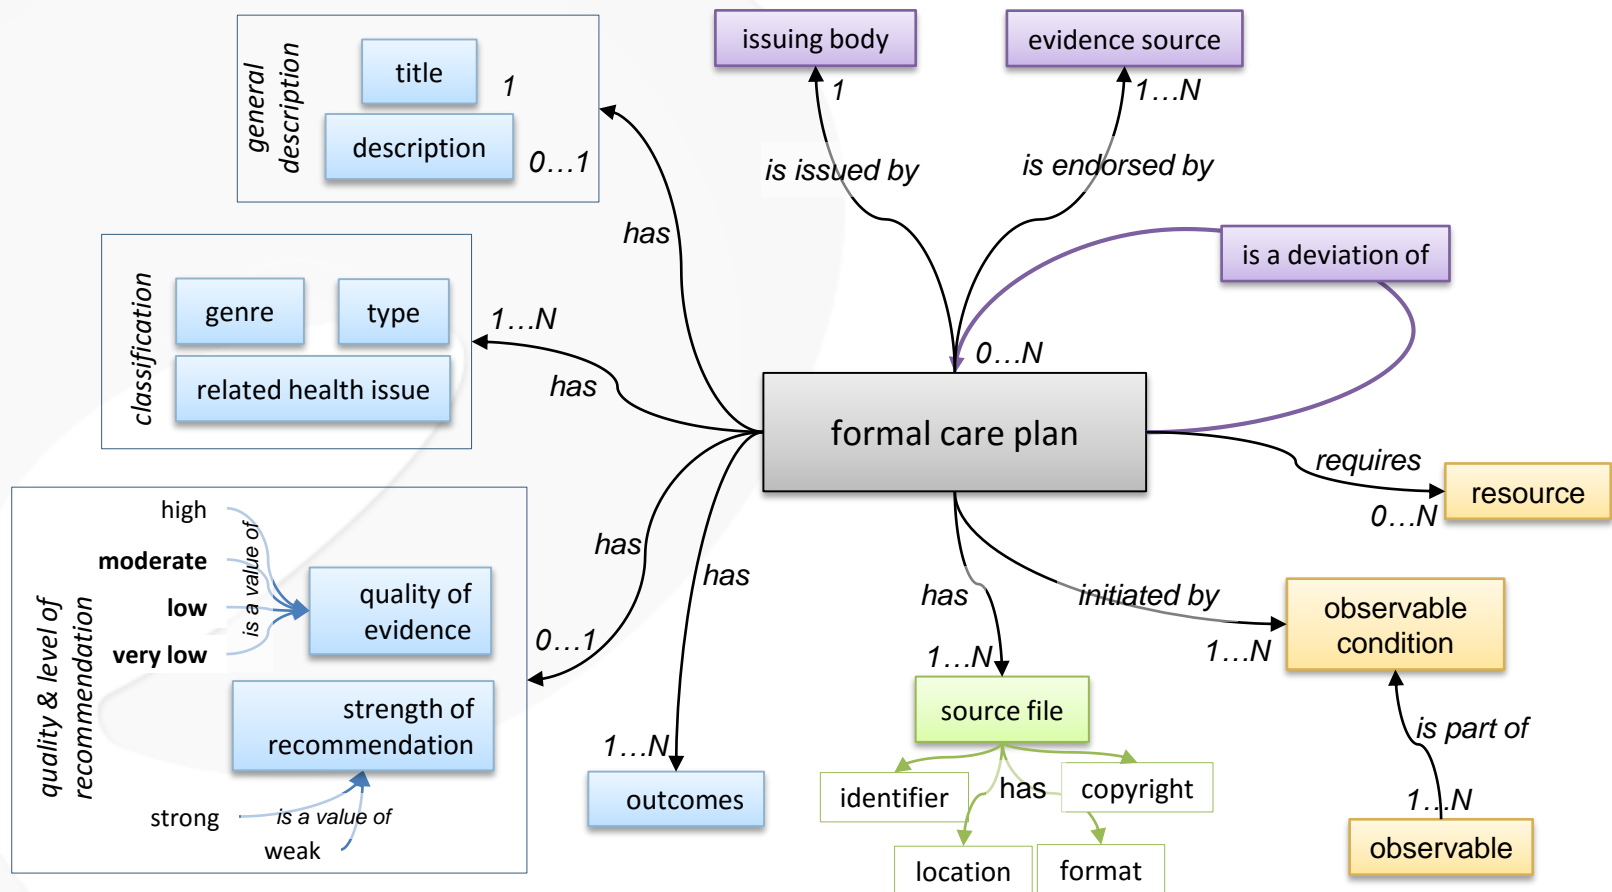 issuing body
evidence source
1
1...N
is issued by
is endorsed by
general
description
title
1
description
0...1
has
is a deviation of
classification
genre
type
related health issue
1...N
has
0...N
formal care plan
requires
resource
0...N
quality & level of
recommendation
high
moderate
low
very low
is a value of
quality of
evidence
strength of
recommendation
strong
is a value of
weak
has
0...1
has
1...N
outcomes
has
1...N
source file
has
identifier
copyright
location
format
initiated by
1...N
observable
condition
is part of
1...N
observable